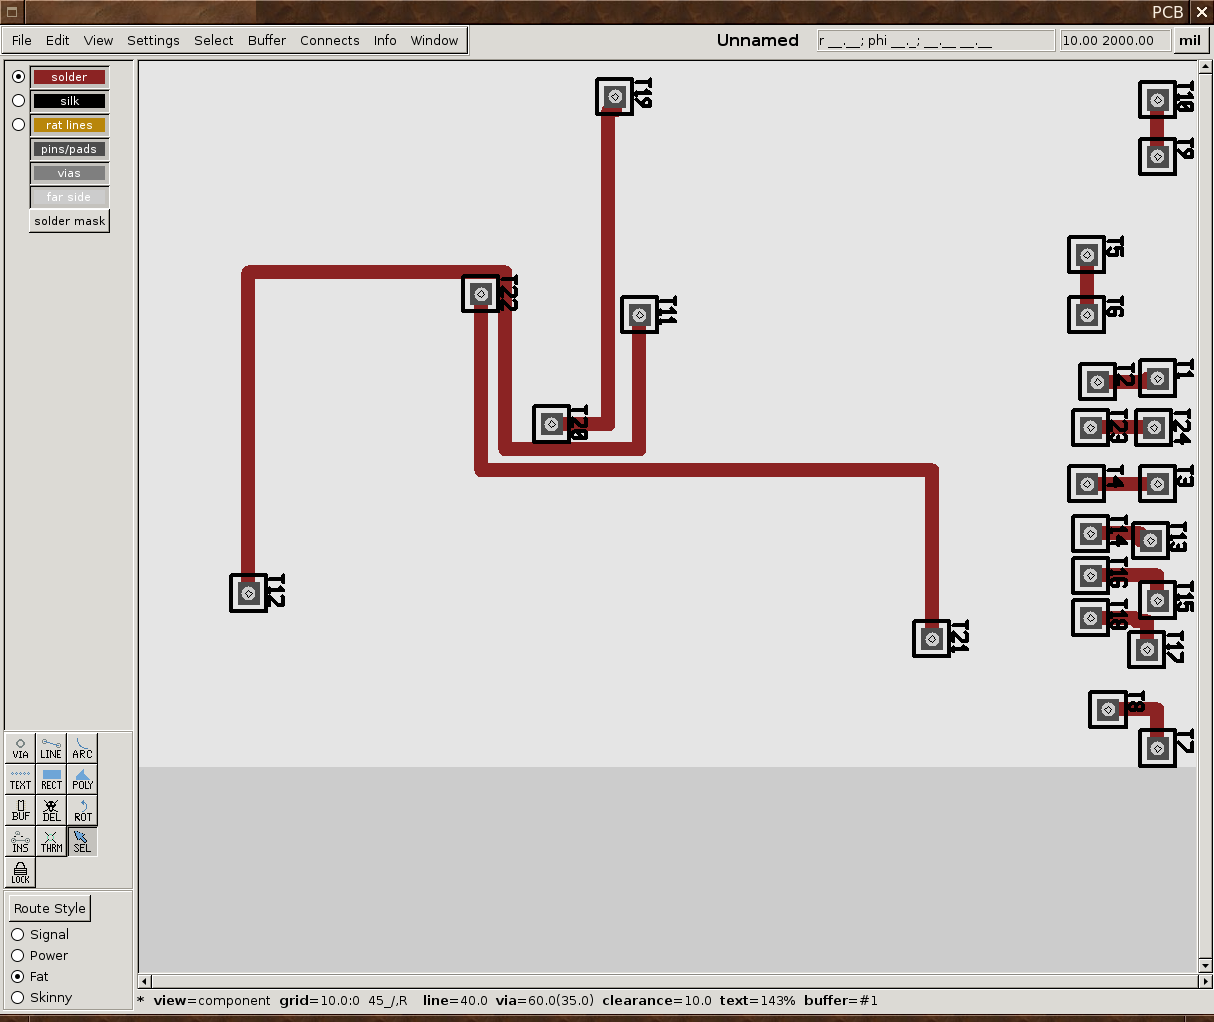 PCB
File Edit View Settings Select Buffer Connects Info Window
Unnamed
r __.__; phi __._; __.__ __.__
10.00 2000.00
mil
solder
silk
rat lines
pins/pads
vias
far side
solder mask
T19
T10
T9
T5
T22
T11
T6
T2
T1
T20
T23
T24
T4
T3
T14
T13
T16
T12
T15
T18
T21
T17
T8
T7
VIA LINE ARC
TEXT RECT POLY
BUF DEL ROT
INS THRM SEL
LOCK
Route Style
Signal
Power
Fat
Skinny
* view=component grid=10.0:0 45_/,R line=40.0 via=60.0(35.0) clearance=10.0 text=143% buffer=#1